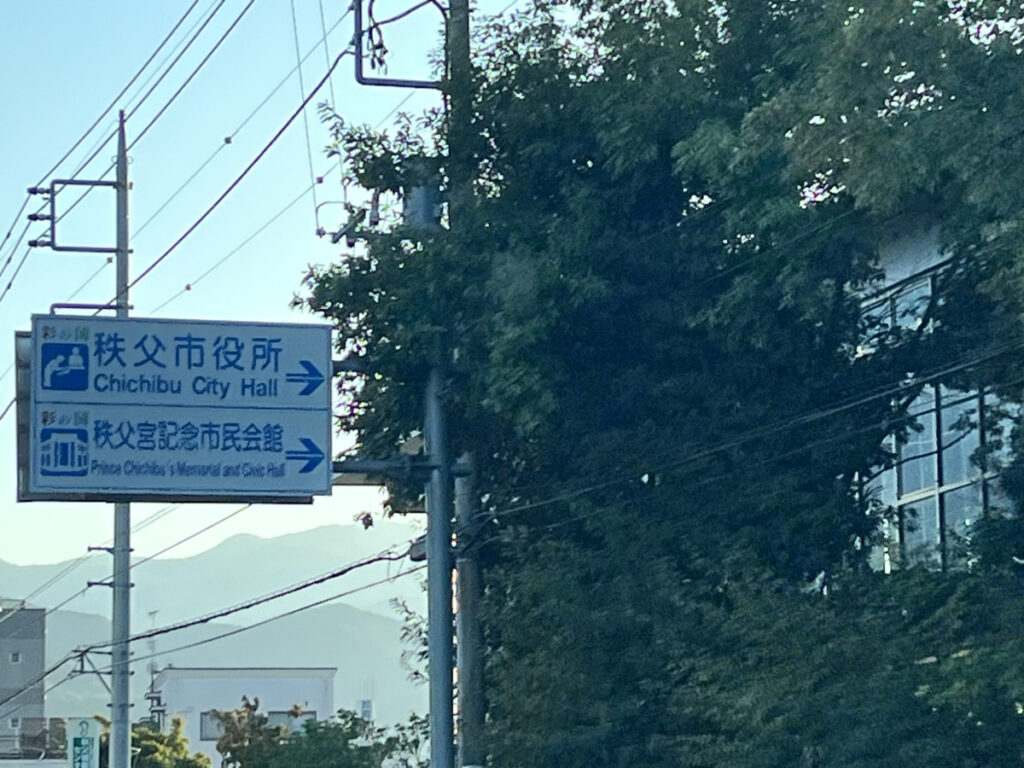 彩の国
秩父市役所
Chichibu City Hall
彩の国
秩父宮記念市民会館
Prince Chichibu's Memorial and Civic Hall